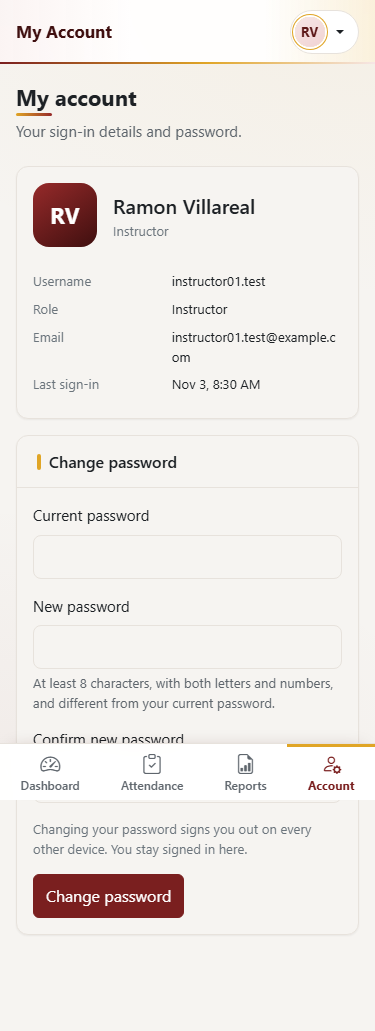 My Account
RV
My account
Your sign-in details and password.
RV
Ramon Villareal
Instructor
Username
instructor01.test
Role
Instructor
Email
instructor01.test@example.c
om
Last sign-in
Nov 3, 8:30 AM
Change password
Current password
New password
At least 8 characters, with both letters and numbers,
and different from your current password.
Confirm new password
Dashboard
Attendance
Reports
Account
Changing your password signs you out on every
other device. You stay signed in here.
Change password